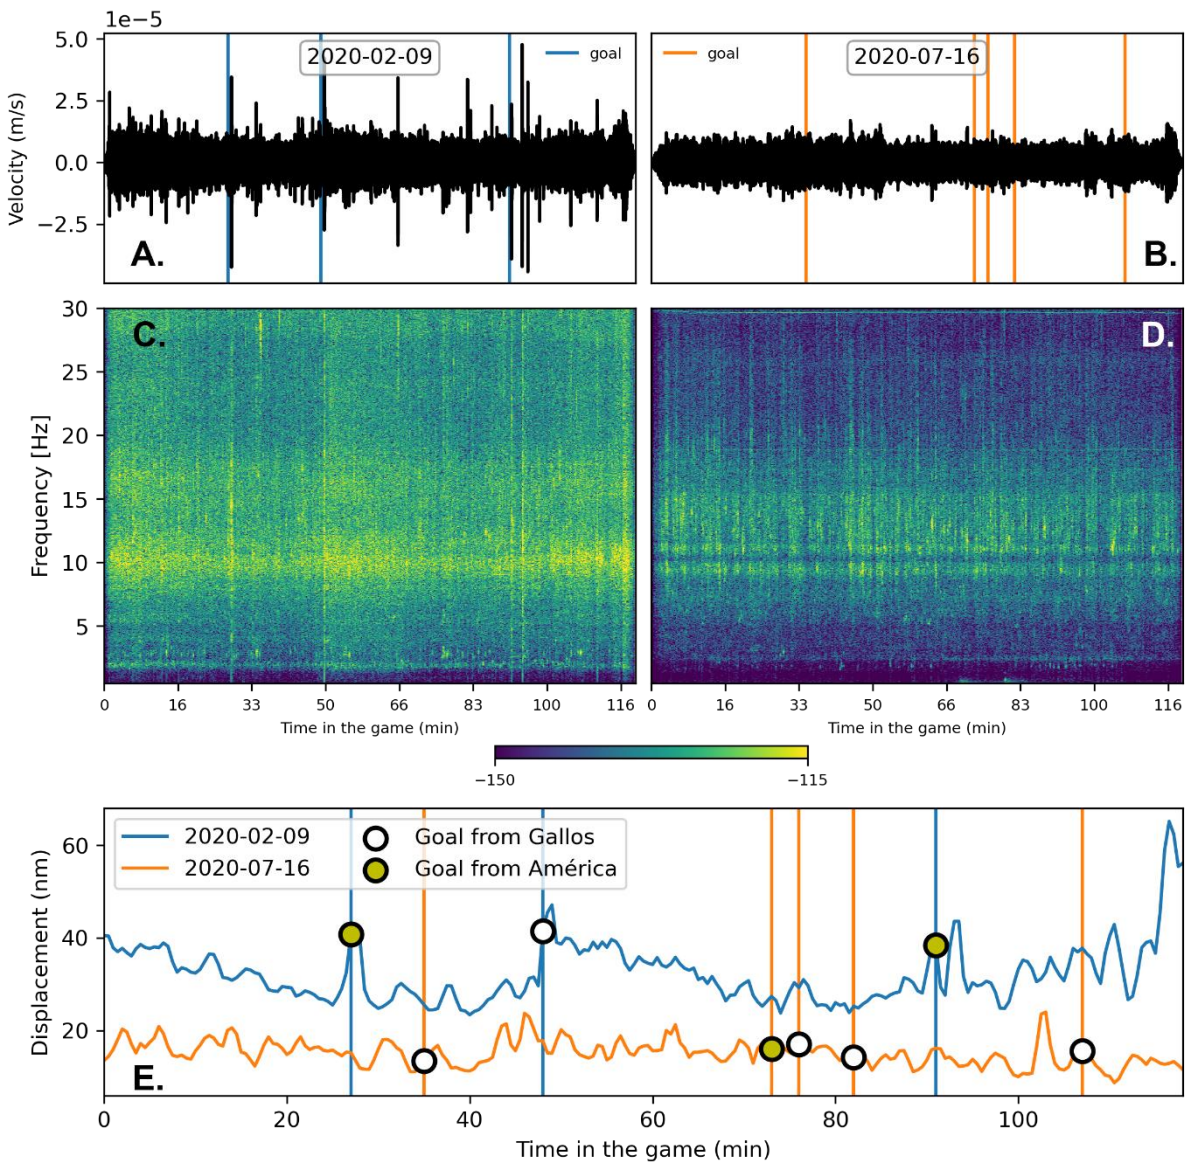 1e−5
5.0
2.5
0.0
−2.5
Velocity (m/s)
2020-02-09
goal
A.
goal
2020-07-16
B.
30
25
20
15
10
5
Frequency [Hz]
C.
D.
0 16 33 50 66 83 100 116
Time in the game (min)
0 16 33 50 66 83 100 116
Time in the game (min)
−150 −115
60
40
20
Displacement (nm)
2020-02-09 Goal from Gallos
2020-07-16 Goal from América
E.
0 20 40 60 80 100
Time in the game (min)